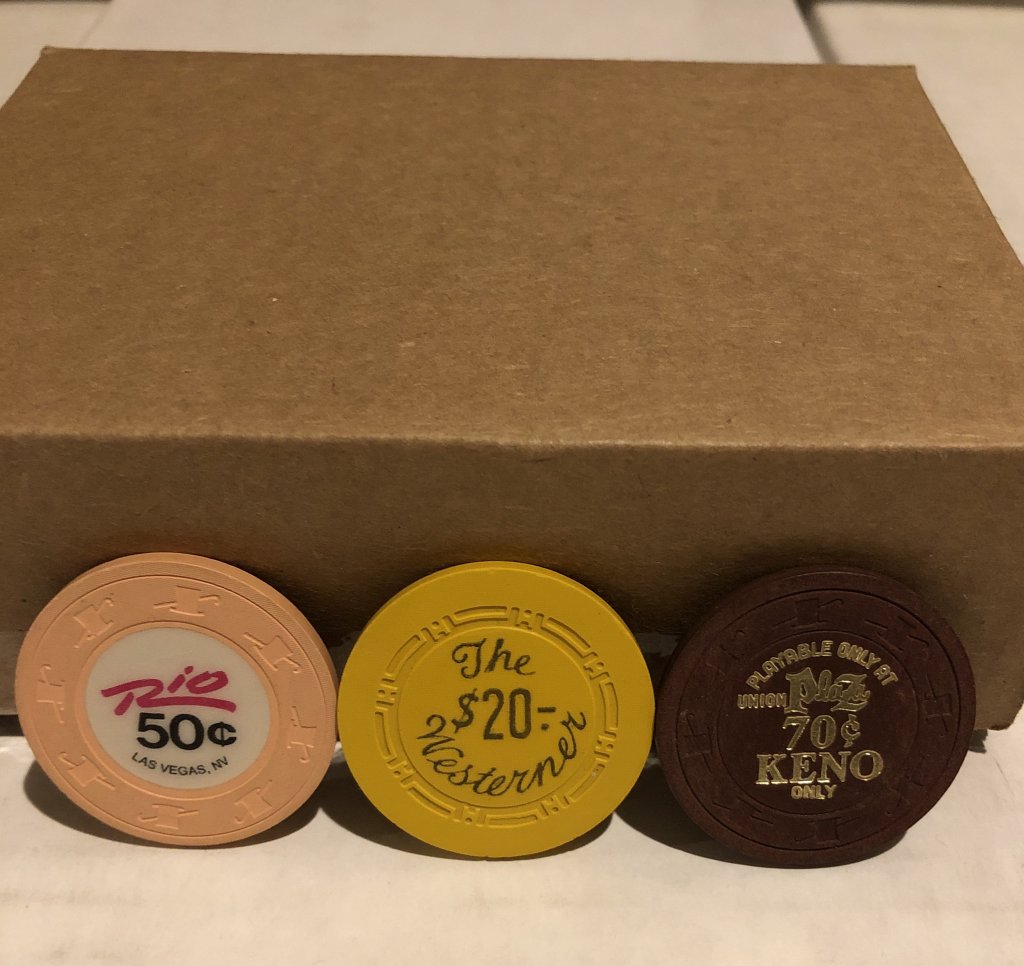 Rio
50¢
LAS VEGAS, NV
The
$20.-
Westerner
PLAYABLE ONLY AT
UNION Plaza
70¢
KENO
ONLY